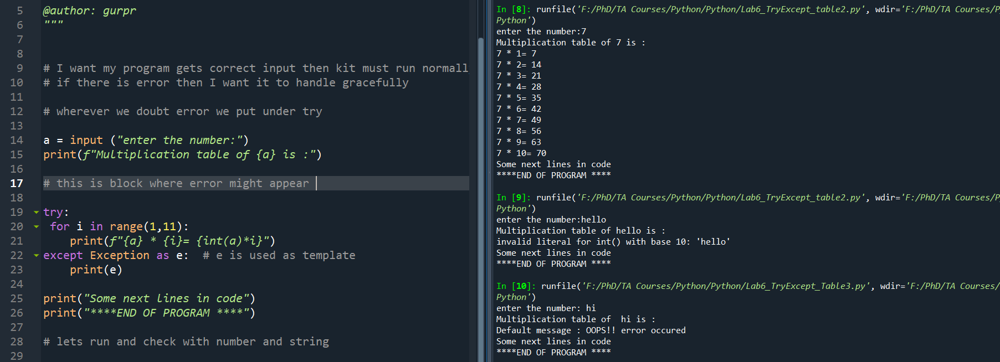 5 @author: gurpr
6 """
7
8
9 # I want my program gets correct input then kit must run normall
10 # if there is error then I want it to handle gracefully
11
12 # wherever we doubt error we put under try
13
14 a = input ("enter the number:")
15 print(f"Multiplication table of {a} is :")
16
17 # this is block where error might appear
18
19 try:
20  for i in range(1,11):
21     print(f"{a} * {i}= {int(a)*i}")
22 except Exception as e:  # e is used as template
23     print(e)
24
25 print("Some next lines in code")
26 print("****END OF PROGRAM ****")
27
28 # lets run and check with number and string
29
In [8]: runfile('F:/PhD/TA Courses/Python/Python/Lab6_TryExcept_table2.py', wdir='F:/PhD/TA Courses/P
Python')
enter the number:7
Multiplication table of 7 is :
7 * 1= 7
7 * 2= 14
7 * 3= 21
7 * 4= 28
7 * 5= 35
7 * 6= 42
7 * 7= 49
7 * 8= 56
7 * 9= 63
7 * 10= 70
Some next lines in code
****END OF PROGRAM ****
In [9]: runfile('F:/PhD/TA Courses/Python/Python/Lab6_TryExcept_table2.py', wdir='F:/PhD/TA Courses/P
Python')
enter the number:hello
Multiplication table of hello is :
invalid literal for int() with base 10: 'hello'
Some next lines in code
****END OF PROGRAM ****
In [10]: runfile('F:/PhD/TA Courses/Python/Python/Lab6_TryExcept_Table3.py', wdir='F:/PhD/TA Courses/
Python')
enter the number: hi
Multiplication table of  hi is :
Default message : OOPS!! error occured
Some next lines in code
****END OF PROGRAM ****